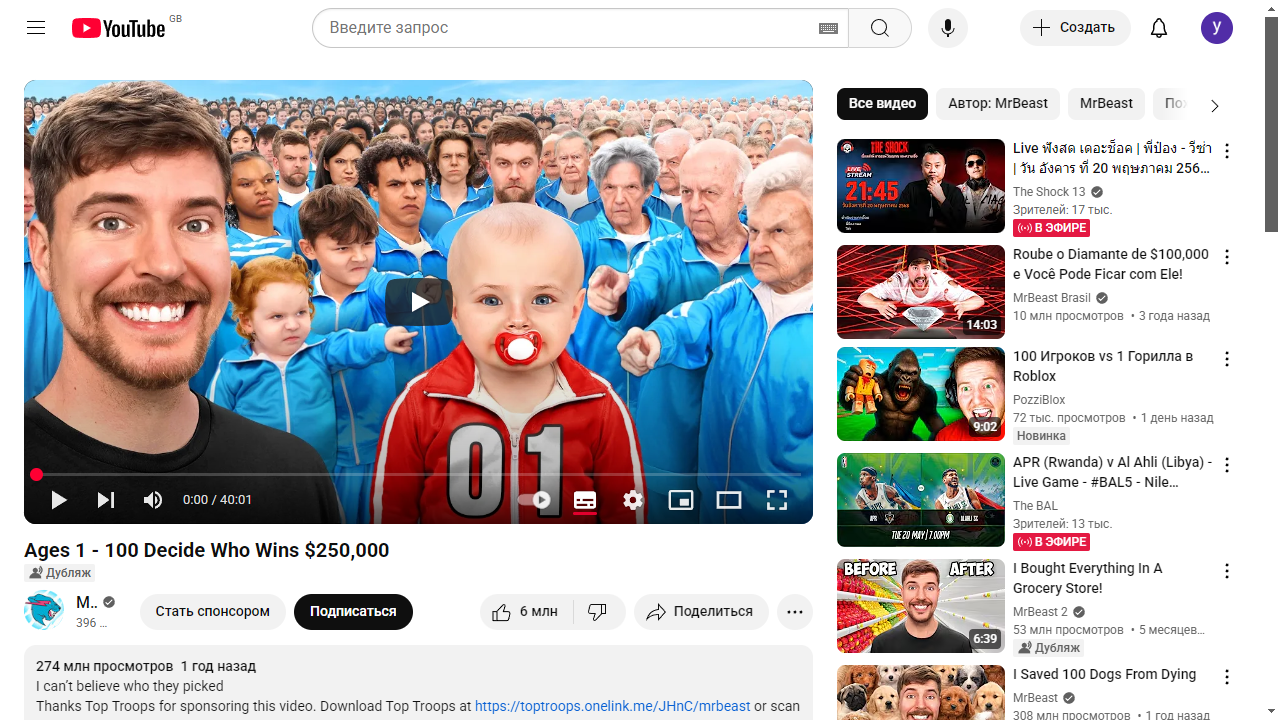 YouTube GB
Введите запрос
Создать
y
01
0:00 / 40:01
Ages 1 - 100 Decide Who Wins $250,000
Дубляж
M..
396 ...
Стать спонсором
Подписаться
6 млн
Поделиться
274 млн просмотров 1 год назад
I can't believe who they picked
Thanks Top Troops for sponsoring this video. Download Top Troops at https://toptroops.onelink.me/JHnC/mrbeast or scan
Все видео
Автор: MrBeast
MrBeast
THE SHOCK
LIVE
STREAM
21:45
Live ฟังสด เดอะช็อค | พี่ป๋อง - รีช่า
| วัน อังคาร ที่ 20 พฤษภาคม 256...
The Shock 13
Зрителей: 17 тыс.
В ЭФИРЕ
14:03
Roube o Diamante de $100,000
e Você Pode Ficar com Ele!
MrBeast Brasil
10 млн просмотров • 3 года назад
9:02
100 Игроков vs 1 Горилла в
Roblox
PozziBlox
72 тыс. просмотров • 1 день назад
Новинка
APR
ALAHLI SC
TUE 20 MAY | 7.00PM
APR (Rwanda) v Al Ahli (Libya) -
Live Game - #BAL5 - Nile...
The BAL
Зрителей: 13 тыс.
В ЭФИРЕ
BEFORE AFTER
6:39
I Bought Everything In A
Grocery Store!
MrBeast 2
53 млн просмотров • 5 месяцев...
Дубляж
I Saved 100 Dogs From Dying
MrBeast
308 млн просмотров • 1 год назад